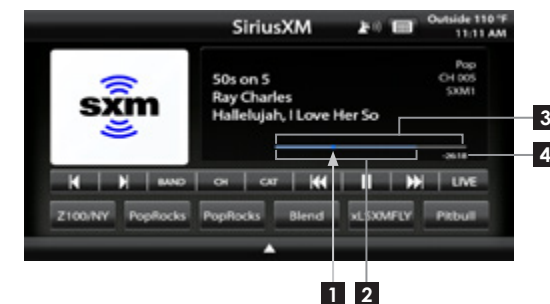 SiriusXM
Outside 110 °F
11:11 AM
sxm
Pop
CH 005
SXM1
50s on 5
Ray Charles
Hallelujah, I Love Her So
3
-26:18
4
BAND
CH
CAT
LIVE
Z100/NY
PopRocks
PopRocks
Blend
xLSXMFLY
Pitbull
1
2